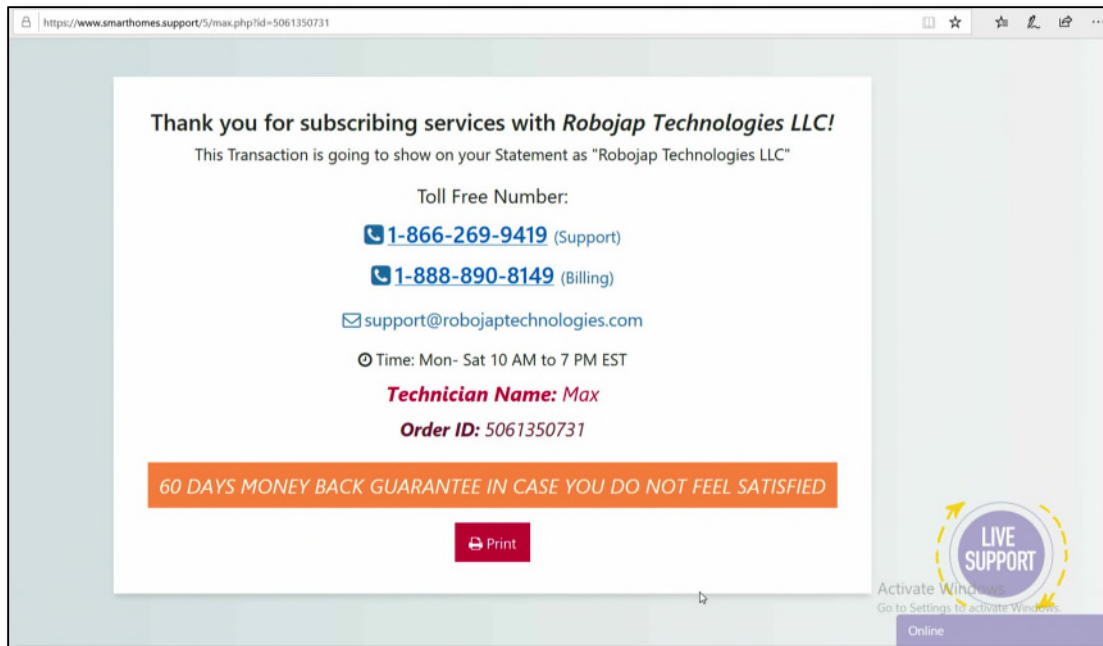 https://www.smarthomes.support/5/max.php?id=5061350731
Thank you for subscribing services with Robojap Technologies LLC!
This Transaction is going to show on your Statement as "Robojap Technologies LLC"
Toll Free Number:
1-866-269-9419 (Support)
1-888-890-8149 (Billing)
support@robojaptechnologies.com
Time: Mon- Sat 10 AM to 7 PM EST
Technician Name: Max
Order ID: 5061350731
60 DAYS MONEY BACK GUARANTEE IN CASE YOU DO NOT FEEL SATISFIED
Print
LIVE
SUPPORT
Activate Windows
Go to Settings to activate Windows.
Online